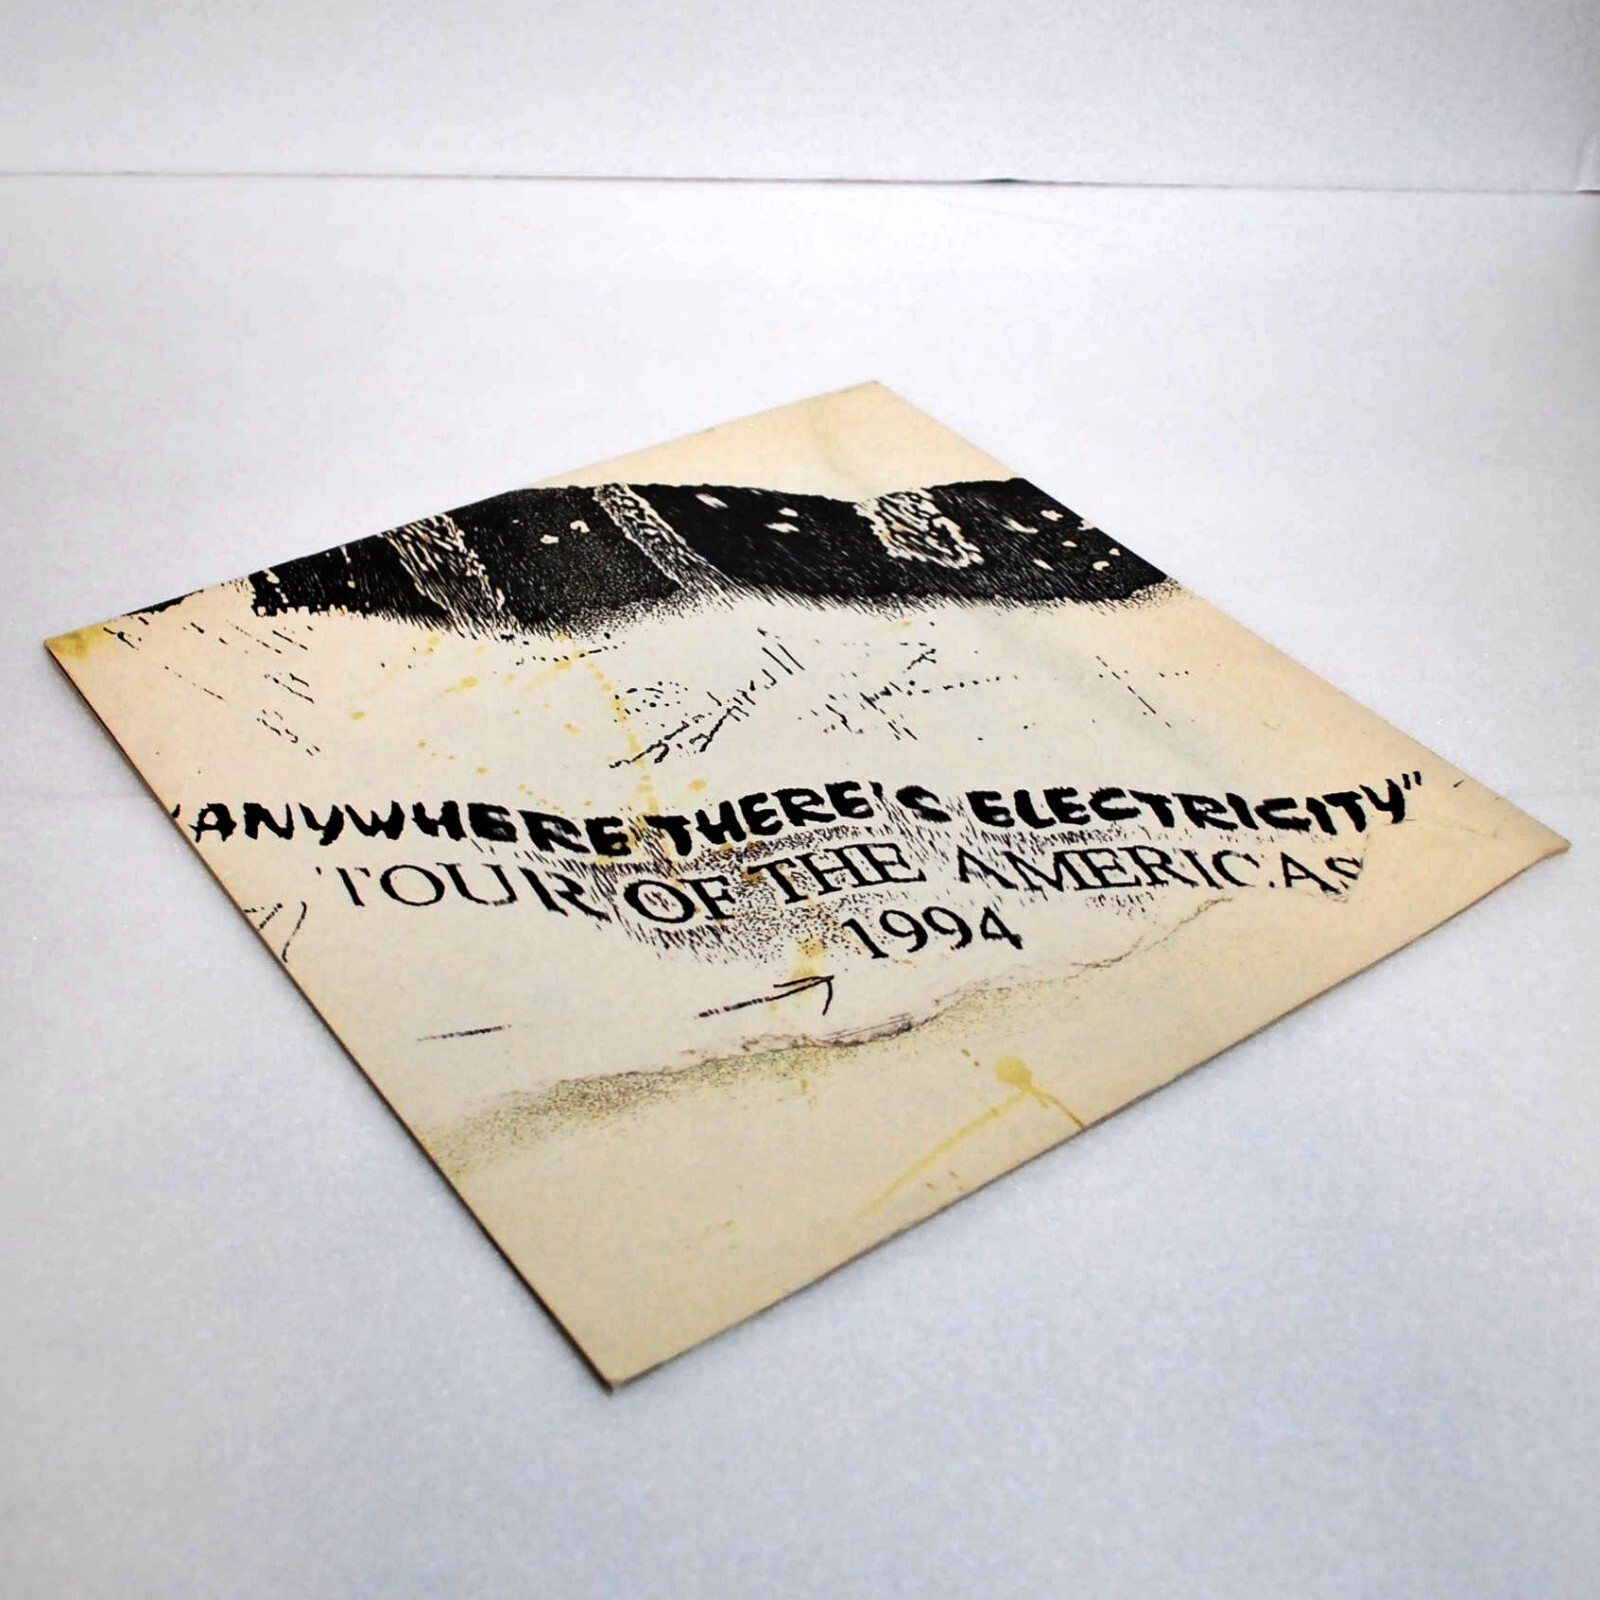 "ANYWHERE THERE'S ELECTRICITY"
TOUR OF THE AMERICAS
1994